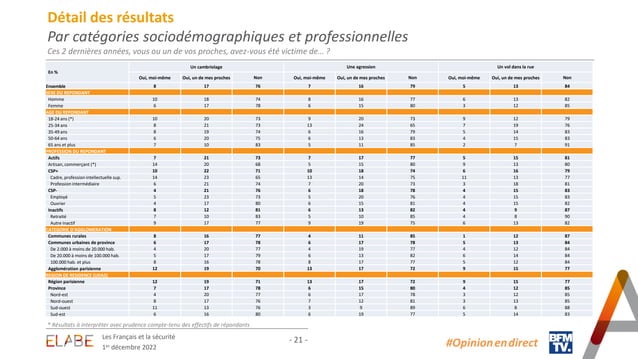 Détail des résultats
Par catégories sociodémographiques et professionnelles
Ces 2 dernières années, vous ou un de vos proches, avez-vous été victime de... ?
En % Un cambriolage Une agression Un vol dans la rue
Oui, moi-même Oui, un de mes proches Non Oui, moi-même Oui, un de mes proches Non Oui, moi-même Oui, un de mes proches Non
Ensemble 8 17 76 7 16 79 5 13 84
SEXE DU REPONDANT
Homme 10 18 74 8 16 77 6 13 82
Femme 6 17 78 6 15 80 3 12 85
AGE DU REPONDANT
18-24 ans (*) 10 20 73 9 20 73 9 12 79
25-34 ans 8 21 73 13 24 65 7 19 76
35-49 ans 8 19 74 6 16 79 5 14 83
50-64 ans 6 20 75 6 13 83 4 15 83
65 ans et plus 7 10 83 5 11 85 2 7 91
PROFESSION DU REPONDANT
Actifs 7 21 73 7 17 77 5 15 81
Artisan, commerçant (*) 14 20 68 5 15 80 9 13 80
CSP+ 10 22 71 10 18 74 6 16 79
Cadre, profession intellectuelle sup. 14 23 65 13 14 75 11 13 77
Profession intermédiaire 6 21 74 7 20 73 3 18 81
CSP- 4 21 76 6 18 78 4 15 83
Employé 5 23 73 5 20 76 4 15 83
Ouvrier 4 17 80 6 15 81 4 15 82
Inactifs 8 12 81 6 13 82 4 9 87
Retraité 7 10 83 5 10 85 4 8 90
Autre Inactif 9 17 77 9 19 75 6 13 82
CATEGORIE D'AGGLOMERATION
Communes rurales 8 16 77 4 11 85 1 12 87
Communes urbaines de province 6 17 78 6 17 78 5 13 84
De 2.000 à moins de 20.000 hab. 4 20 77 4 19 77 4 12 84
De 20.000 à moins de 100.000 hab. 5 17 79 6 13 82 6 14 84
100.000 hab. et plus 8 16 78 8 17 77 5 12 84
Agglomération parisienne 12 19 70 13 17 72 9 15 77
REGION DE RESIDENCE (UDA5)
Région parisienne 12 19 71 13 17 72 9 15 77
Province 7 17 78 6 15 80 4 12 85
Nord-est 4 20 77 6 17 78 3 12 85
Nord-ouest 8 17 76 7 12 81 3 13 85
Sud-ouest 11 13 76 3 9 89 3 6 88
Sud-est 6 16 80 6 19 77 5 14 83
* Résultats à interpréter avec prudence compte-tenu des effectifs de répondants
ELABE
Les Français et la sécurité
1er décembre 2022
- 21 -
#Opinion en direct
BFM
TV.